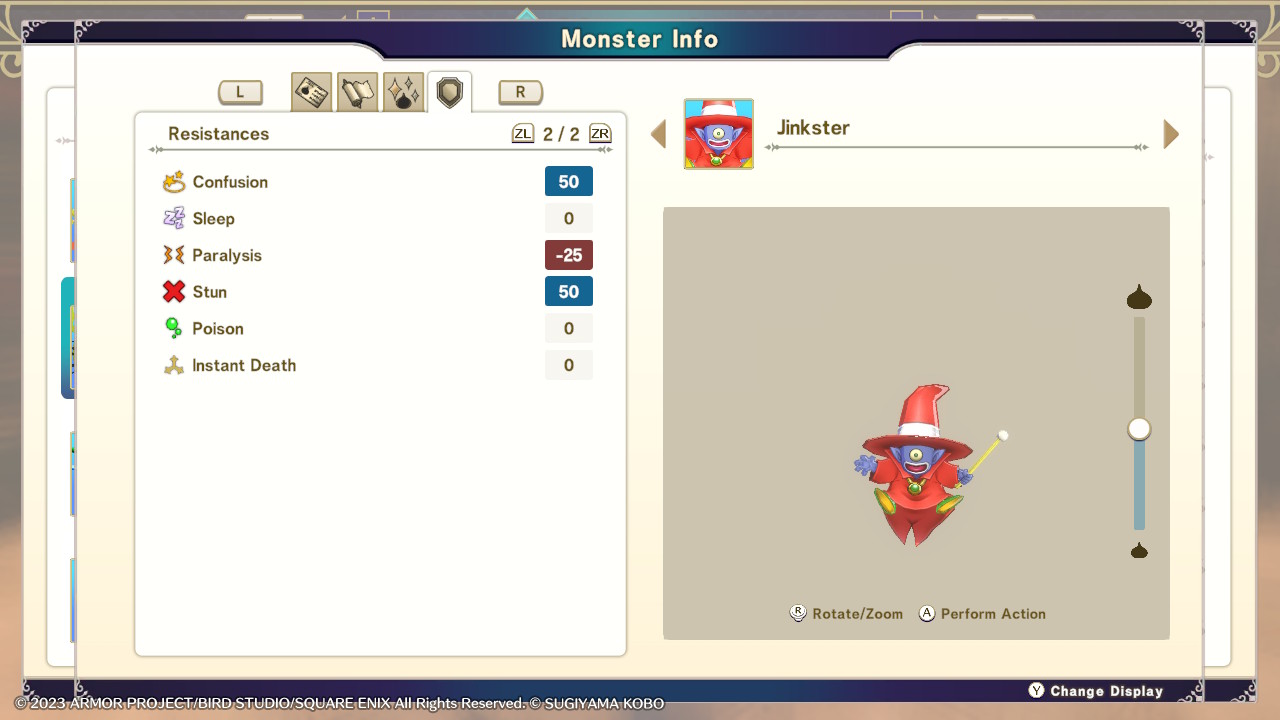 Monster Info
L
R
Resistances
ZL 2 / 2 ZR
Jinkster
Confusion 50
Sleep 0
Paralysis -25
Stun 50
Poison 0
Instant Death 0
R Rotate/Zoom A Perform Action
Y Change Display
© 2023 ARMOR PROJECT/BIRD STUDIO/SQUARE ENIX All Rights Reserved. © SUGIYAMA KOBO